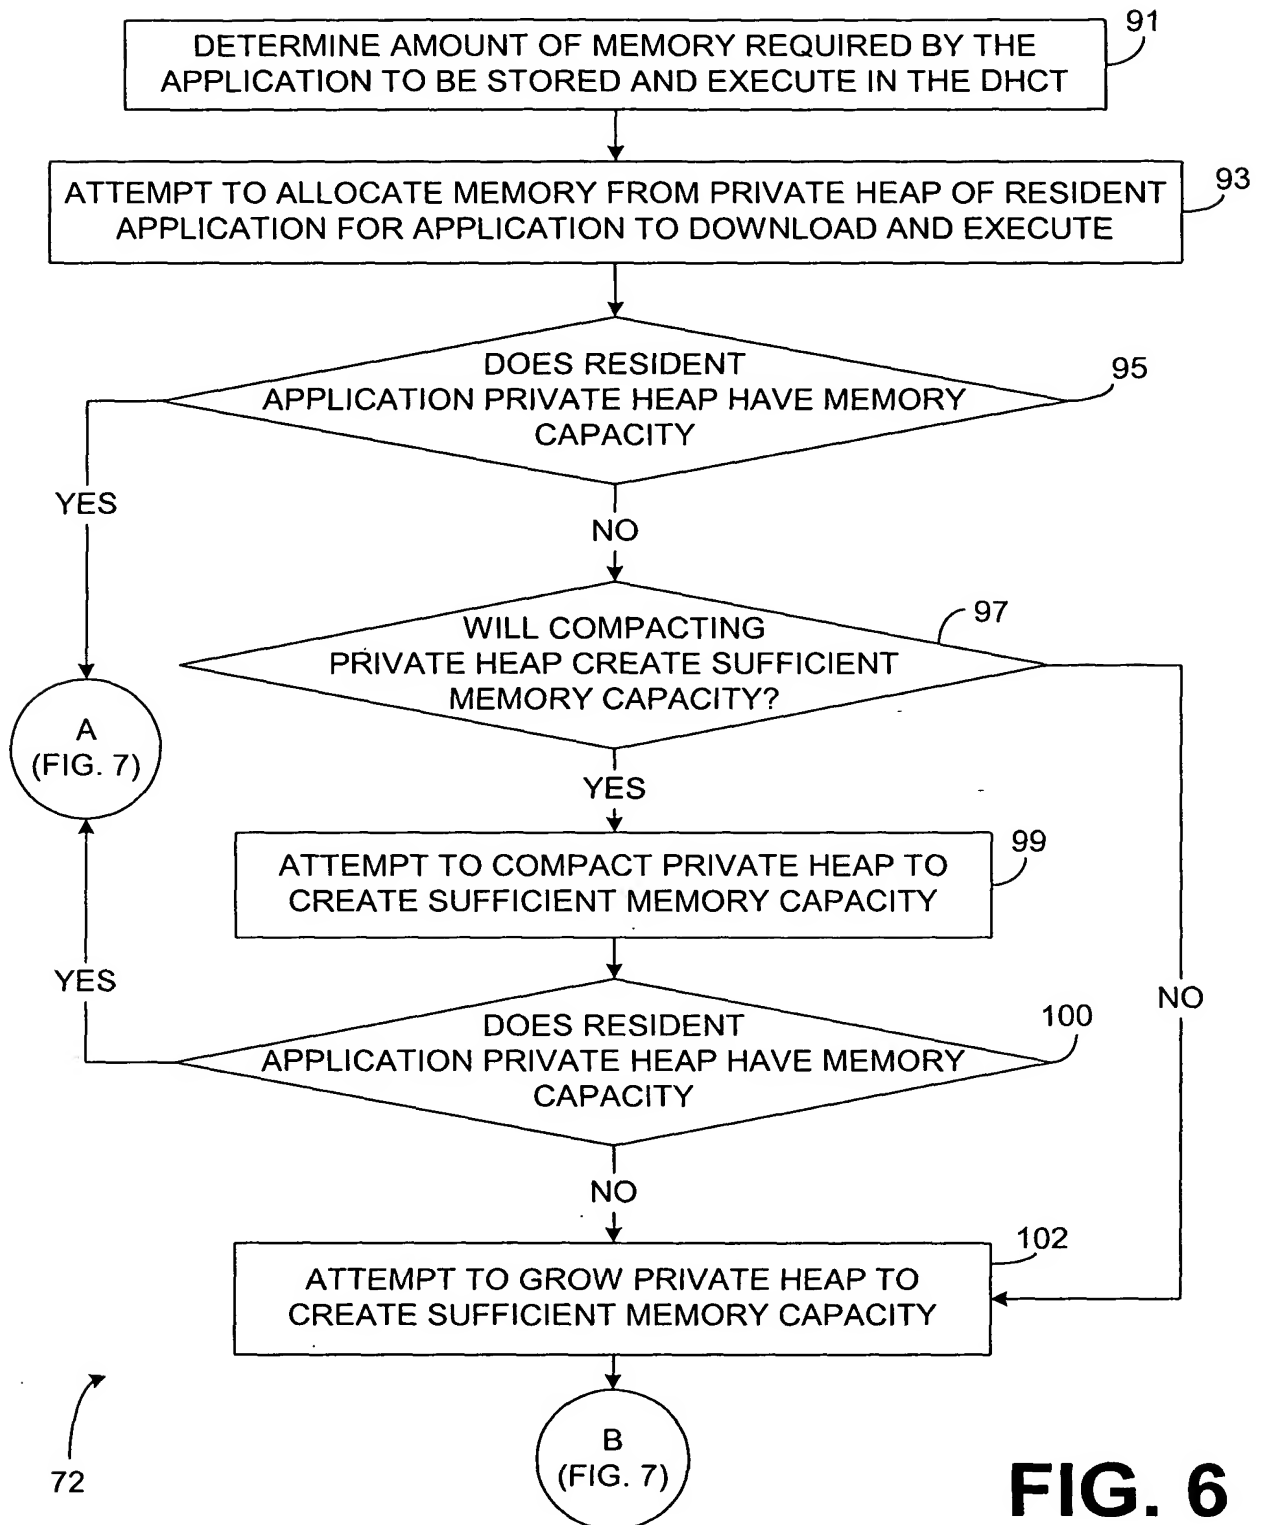 91
DETERMINE AMOUNT OF MEMORY REQUIRED BY THE
APPLICATION TO BE STORED AND EXECUTE IN THE DHCT
93
ATTEMPT TO ALLOCATE MEMORY FROM PRIVATE HEAP OF RESIDENT
APPLICATION FOR APPLICATION TO DOWNLOAD AND EXECUTE
95
DOES RESIDENT
APPLICATION PRIVATE HEAP HAVE MEMORY
CAPACITY
YES
NO
97
WILL COMPACTING
PRIVATE HEAP CREATE SUFFICIENT
MEMORY CAPACITY?
A
(FIG. 7)
YES
99
ATTEMPT TO COMPACT PRIVATE HEAP TO
CREATE SUFFICIENT MEMORY CAPACITY
YES
NO
100
DOES RESIDENT
APPLICATION PRIVATE HEAP HAVE MEMORY
CAPACITY
NO
102
ATTEMPT TO GROW PRIVATE HEAP TO
CREATE SUFFICIENT MEMORY CAPACITY
B
(FIG. 7)
72
FIG. 6